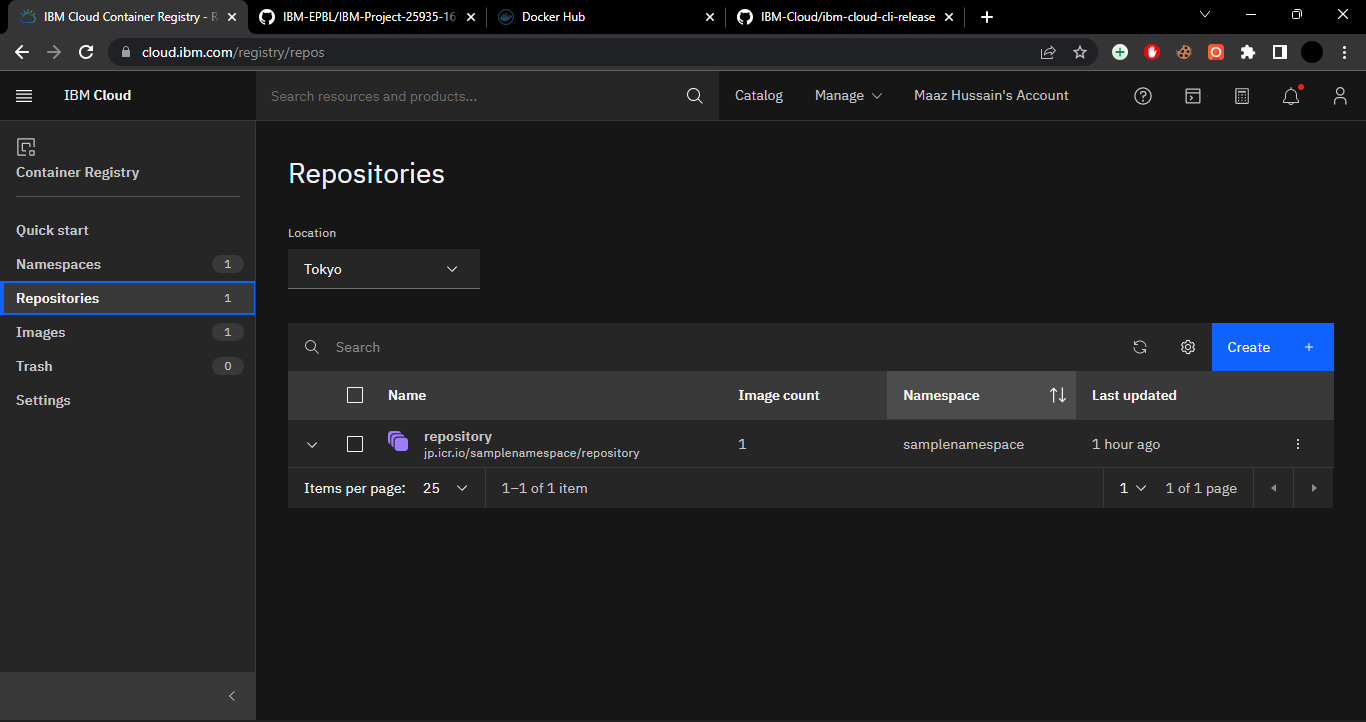 IBM Cloud Container Registry - R
IBM-EPBL/IBM-Project-25935-16
Docker Hub
IBM-Cloud/ibm-cloud-cli-release
cloud.ibm.com/registry/repos
IBM Cloud
Search resources and products...
Catalog
Manage
Maaz Hussain's Account
Container Registry
Quick start
Namespaces 1
Repositories 1
Images 1
Trash 0
Settings
Repositories
Location
Tokyo
Search
Create +
Name Image count Namespace Last updated
repository 1 samplenamespace 1 hour ago
jp.icr.io/samplenamespace/repository
Items per page: 25 1–1 of 1 item 1 1 of 1 page